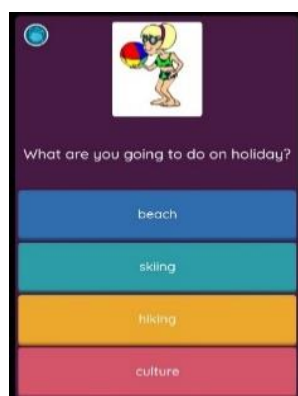 What are you going to do on holiday?
beach
skiing
hiking
culture